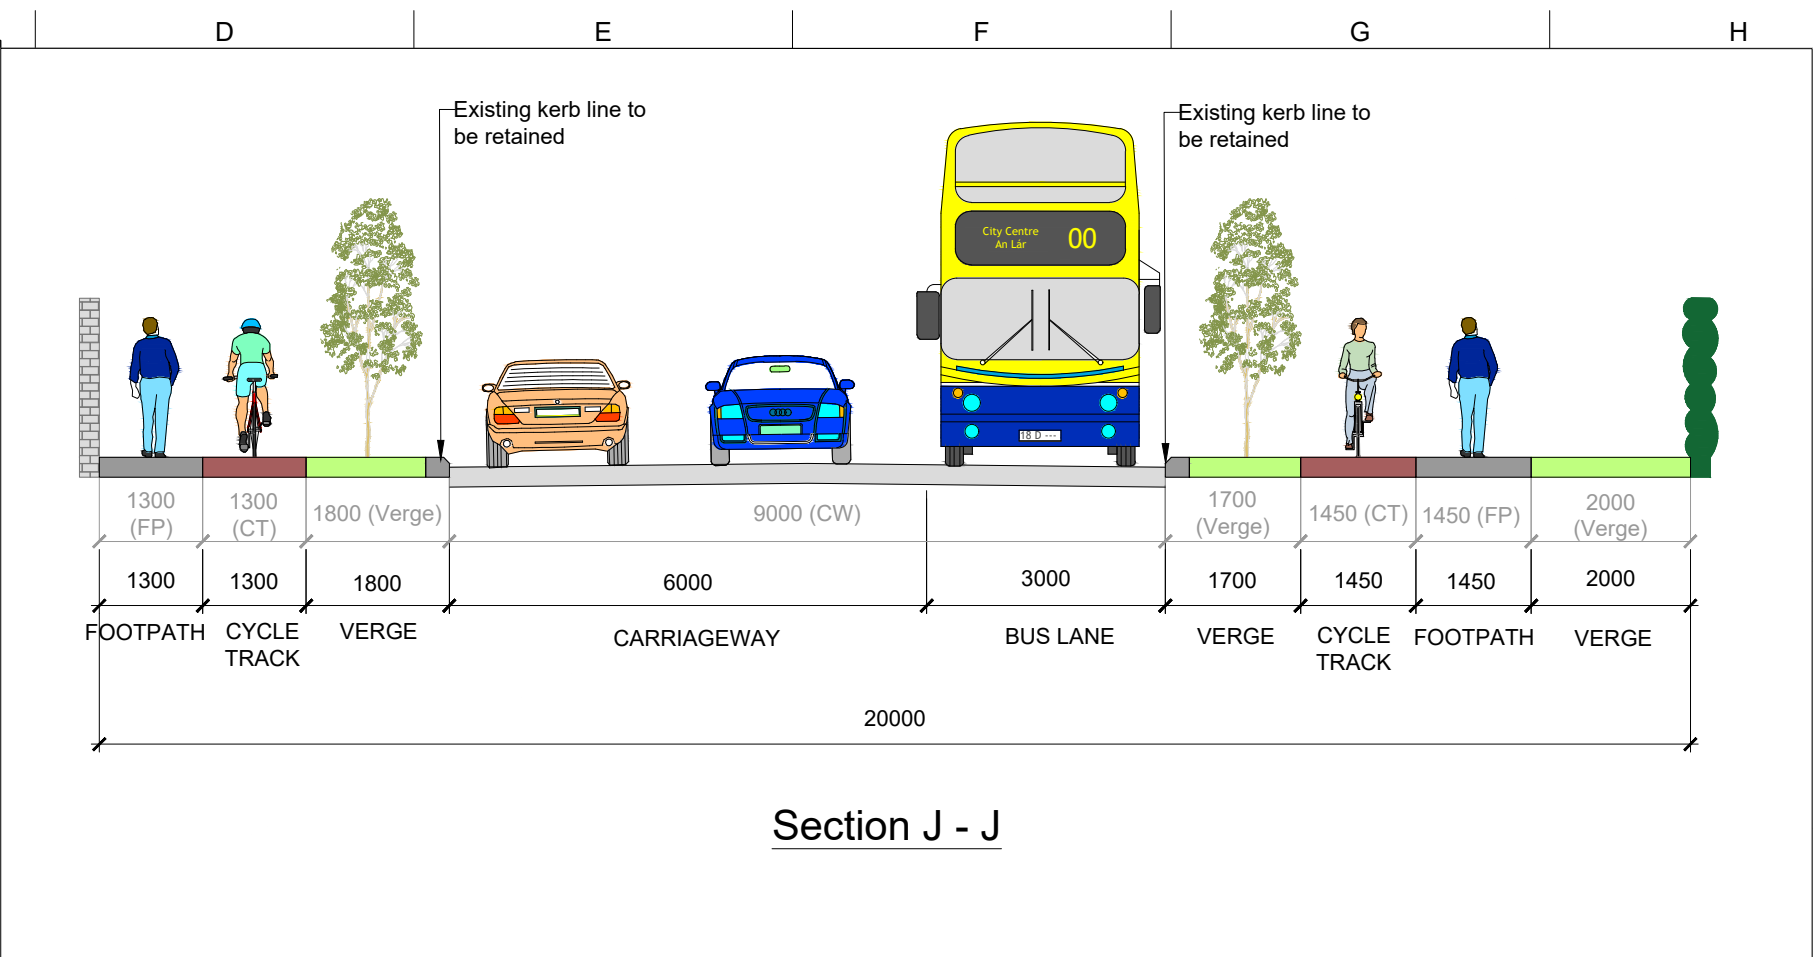 D E F G H
Existing kerb line to
be retained
Existing kerb line to
be retained
City Centre
An Lár
00
18 D ---
1300
(FP)
1300
(CT)
1800 (Verge)
9000 (CW)
1700
(Verge)
1450 (CT)
1450 (FP)
2000
(Verge)
1300 1300 1800 6000 3000 1700 1450 1450 2000
FOOTPATH
CYCLE
TRACK
VERGE
CARRIAGEWAY
BUS LANE
VERGE
CYCLE
TRACK
FOOTPATH
VERGE
20000
Section J - J